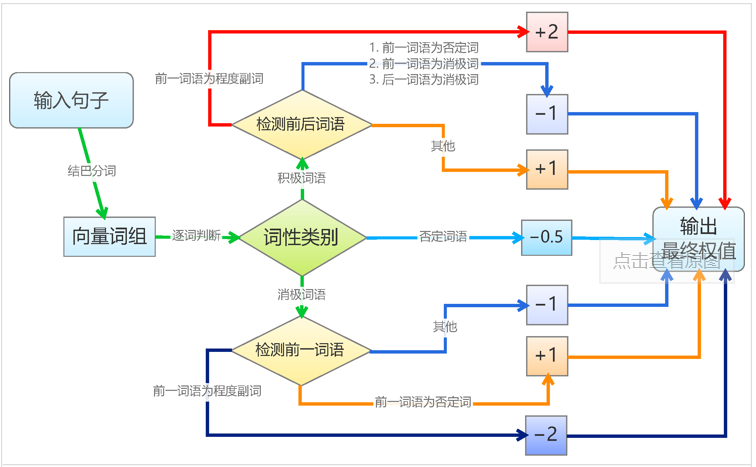 +2
1. 前一词语为否定词
2. 前一词语为消极词
3. 后一词语为消极词
前一词语为程度副词
输入句子
检测前后词语
−1
其他
+1
结巴分词
积极词语
向量词组
逐词判断
词性类别
否定词语
−0.5
输出
最终权值
点击查看原图
消极词语
−1
其他
检测前一词语
+1
前一词语为程度副词
前一词语为否定词
−2